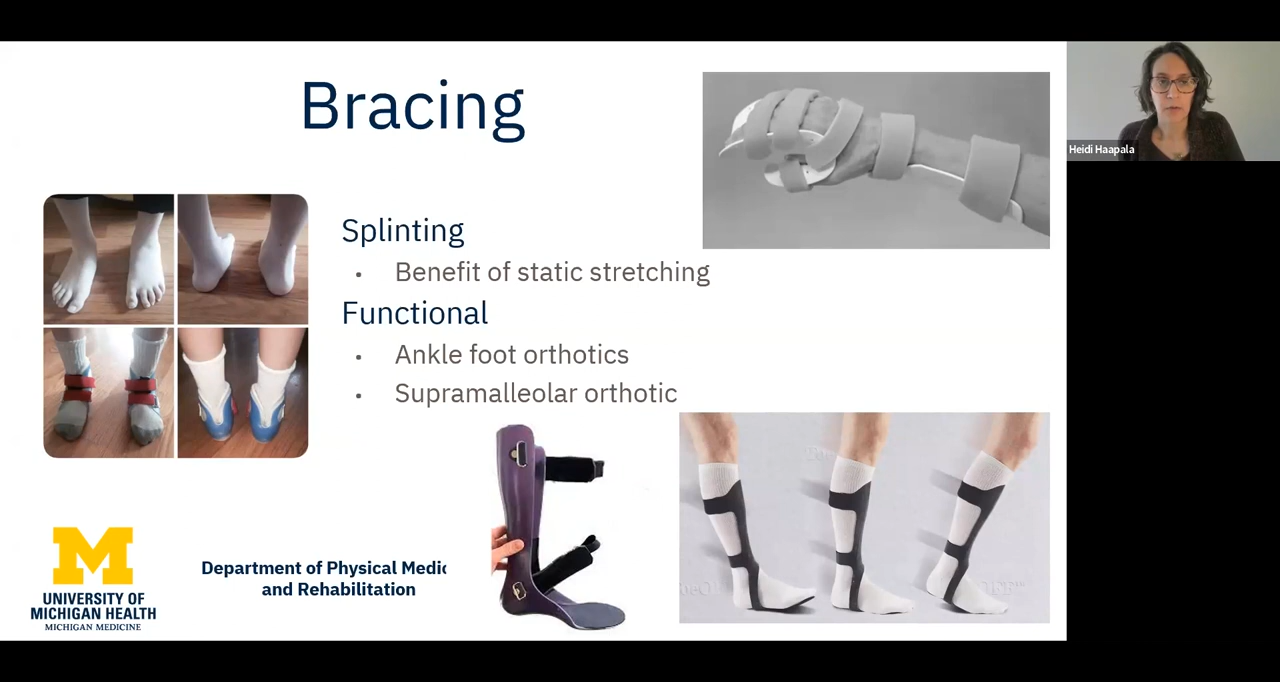 Bracing
Heidi Haapala
Splinting
• Benefit of static stretching
Functional
• Ankle foot orthotics
• Supramalleolar orthotic
M
UNIVERSITY OF
MICHIGAN HEALTH
MICHIGAN MEDICINE
Department of Physical Medic
and Rehabilitation